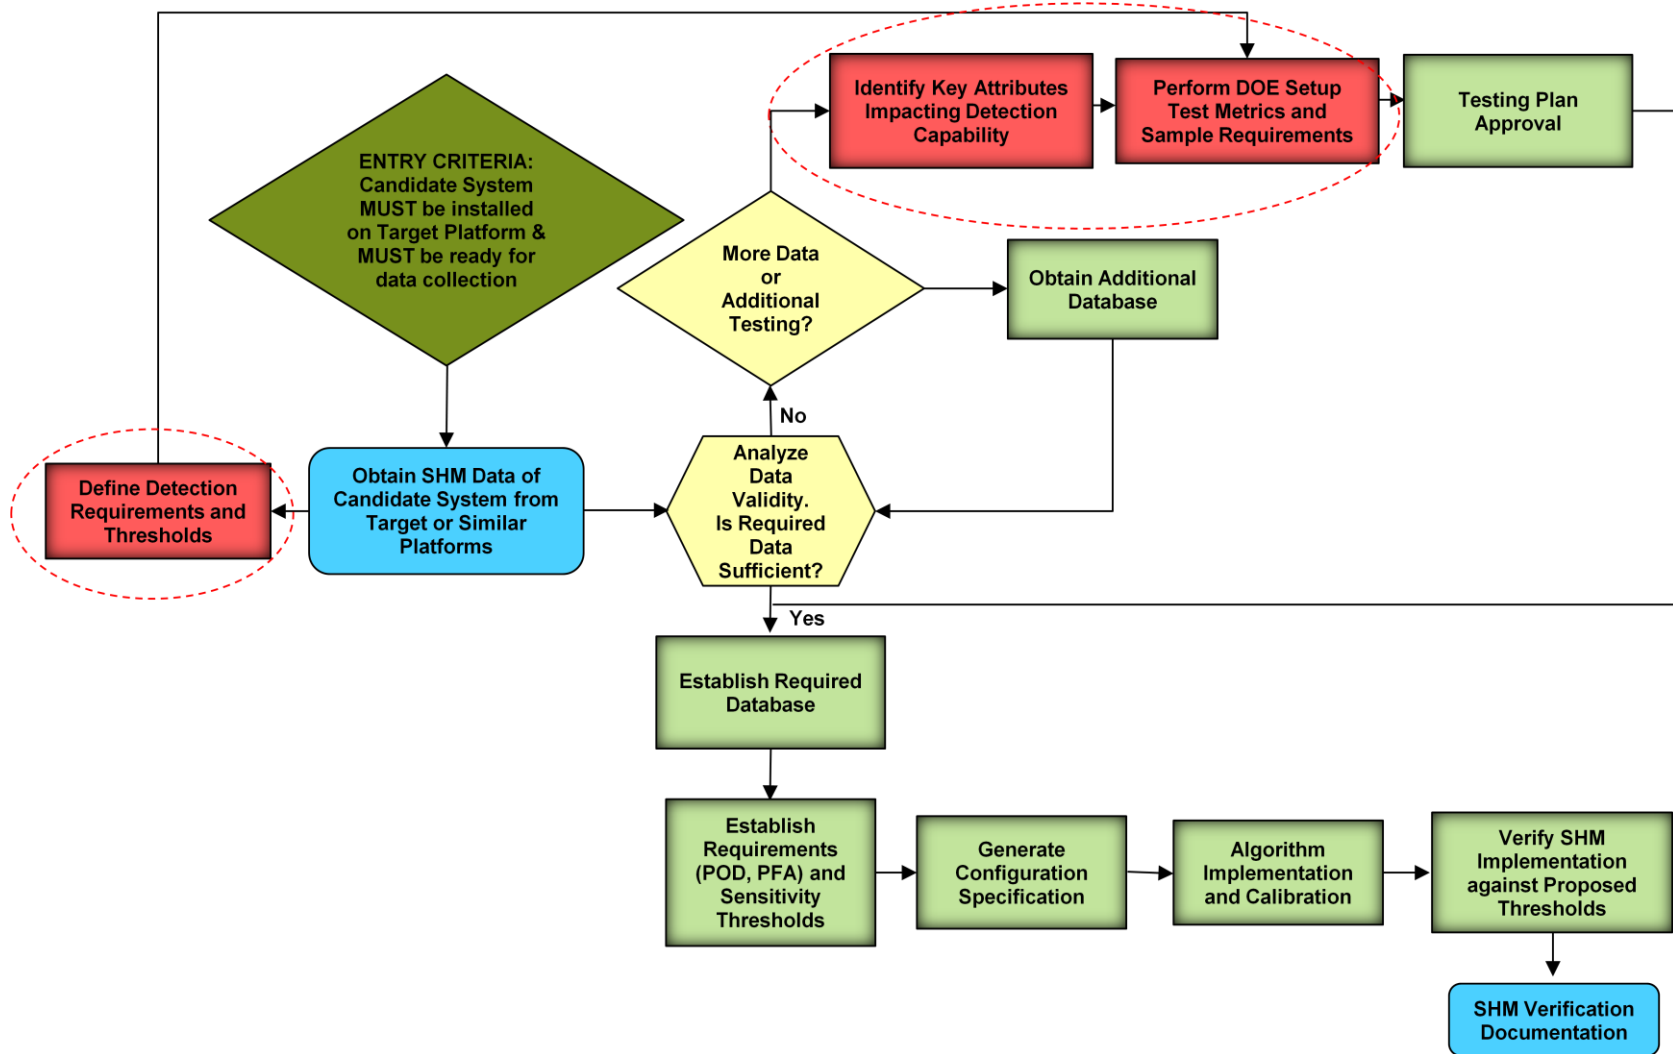 ENTRY CRITERIA:
Candidate System
MUST be installed
on Target Platform &
MUST be ready for
data collection
Identify Key Attributes
Impacting Detection
Capability
Perform DOE Setup
Test Metrics and
Sample Requirements
Testing Plan
Approval
More Data
or
Additional
Testing?
Obtain Additional
Database
No
Define Detection
Requirements and
Thresholds
Obtain SHM Data of
Candidate System from
Target or Similar
Platforms
Analyze
Data
Validity.
Is Required
Data
Sufficient?
Yes
Establish Required
Database
Establish
Requirements
(POD, PFA) and
Sensitivity
Thresholds
Generate
Configuration
Specification
Algorithm
Implementation
and Calibration
Verify SHM
Implementation
against Proposed
Thresholds
SHM Verification
Documentation